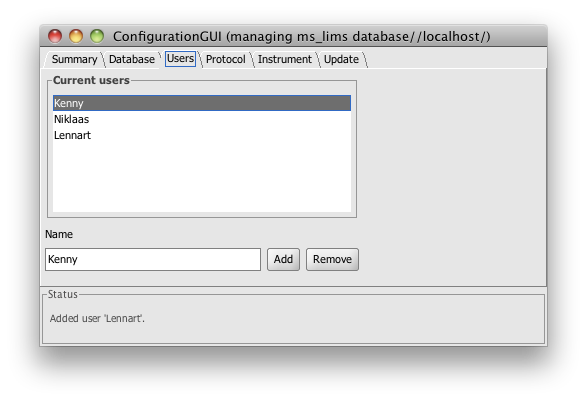 ConfigurationGUI (managing ms_lims database//localhost/)
Summary Database Users Protocol Instrument Update
Current users
Kenny
Niklaas
Lennart
Name
Kenny Add Remove
Status
Added user 'Lennart'.